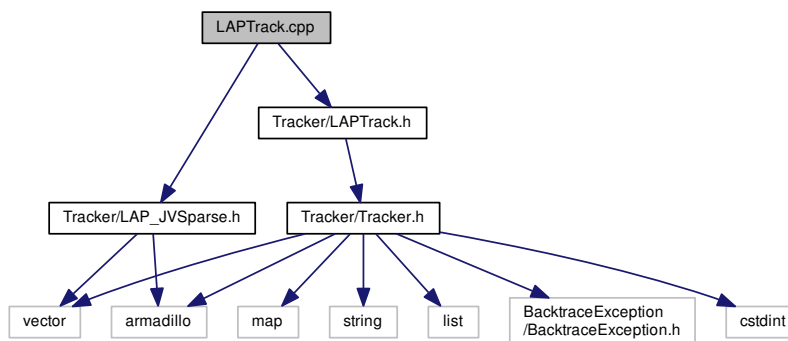 LAPTrack.cpp
Tracker/LAPTrack.h
Tracker/LAP_JVSparse.h
Tracker/Tracker.h
vector
armadillo
map
string
list
BacktraceException
/BacktraceException.h
cstdint